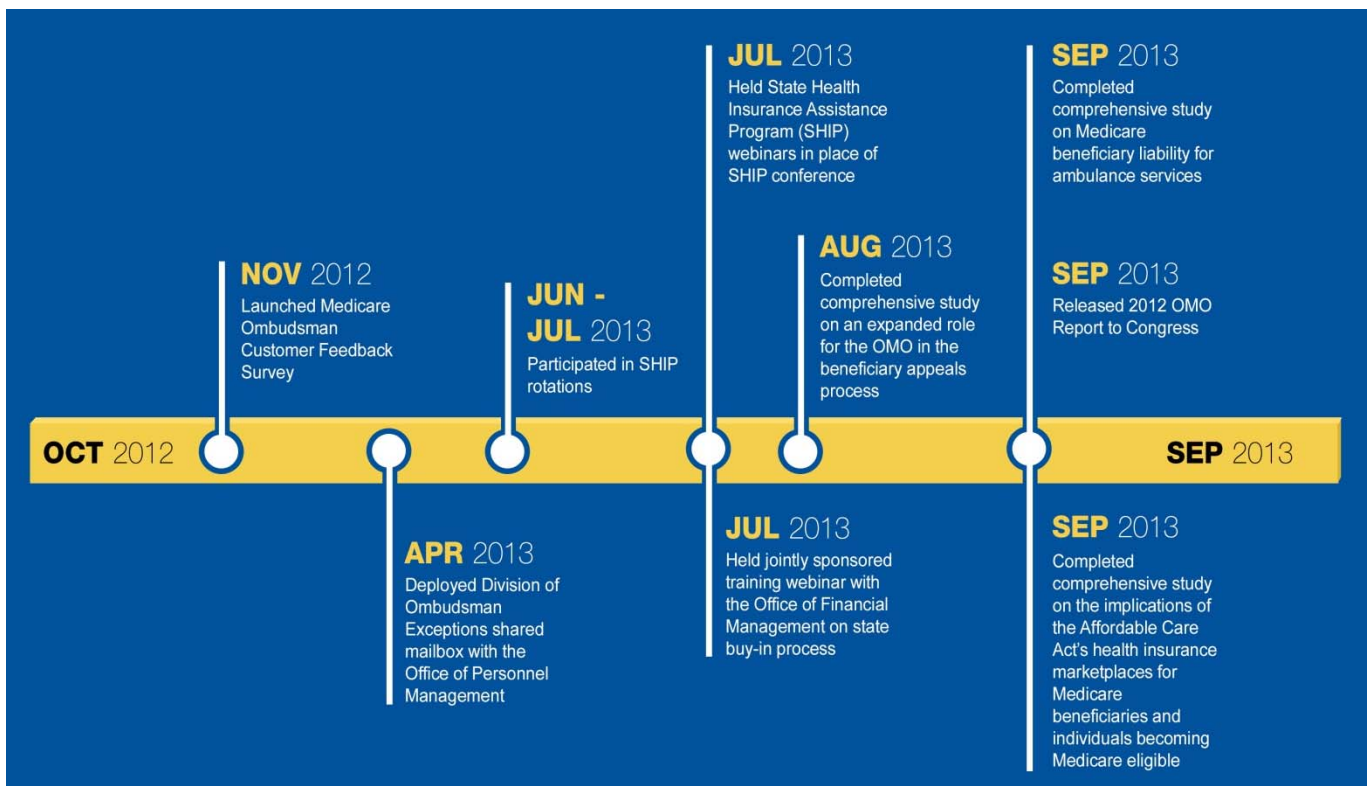 OCT 2012
NOV 2012
Launched Medicare
Ombudsman
Customer Feedback
Survey
APR 2013
Deployed Division of
Ombudsman
Exceptions shared
mailbox with the
Office of Personnel
Management
JUN -
JUL 2013
Participated in SHIP
rotations
JUL 2013
Held State Health
Insurance Assistance
Program (SHIP)
webinars in place of
SHIP conference
JUL 2013
Held jointly sponsored
training webinar with
the Office of Financial
Management on state
buy-in process
AUG 2013
Completed
comprehensive study
on an expanded role
for the OMO in the
beneficiary appeals
process
SEP 2013
Completed
comprehensive study
on Medicare
beneficiary liability for
ambulance services
SEP 2013
Released 2012 OMO
Report to Congress
SEP 2013
Completed
comprehensive study
on the implications of
the Affordable Care
Act's health insurance
marketplaces for
Medicare
beneficiaries and
individuals becoming
Medicare eligible
SEP 2013